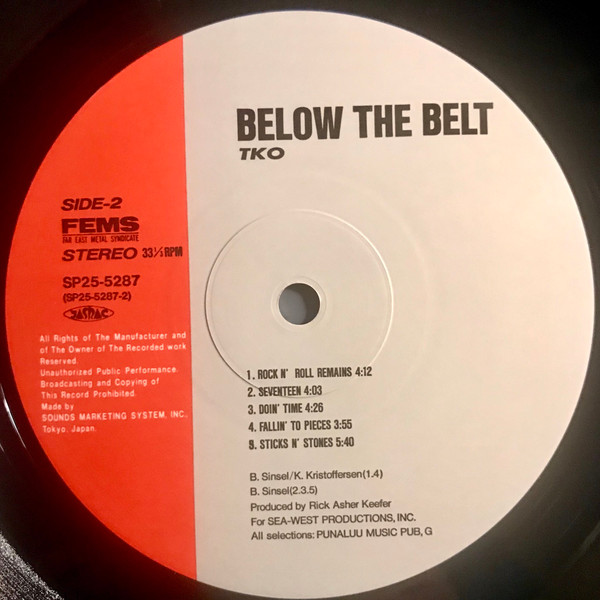 BELOW THE BELT
TKO
SIDE-2
FEMS
FAR EAST METAL SYNDICATE
STEREO 33⅓RPM
SP25-5287
(SP25-5287-2)
JASRAC
All Rights of The Manufacturer and
of The Owner of The Recorded work
Reserved.
Unauthorized Public Performance.
Broadcasting and Copying of
This Record Prohibited.
Made by
SOUNDS MARKETING SYSTEM, INC.,
Tokyo. Japan.
1. ROCK N' ROLL REMAINS 4:12
2. SEVENTEEN 4:03
3. DOIN' TIME 4:26
4. FALLIN' TO PIECES 3:55
9. STICKS N' STONES 5:40
B. Sinsel/K. Kristoffersen(1.4)
B. Sinsel(2.3.5)
Produced by Rick Asher Keefer
For SEA-WEST PRODUCTIONS, INC.
All selections: PUNALUU MUSIC PUB, G